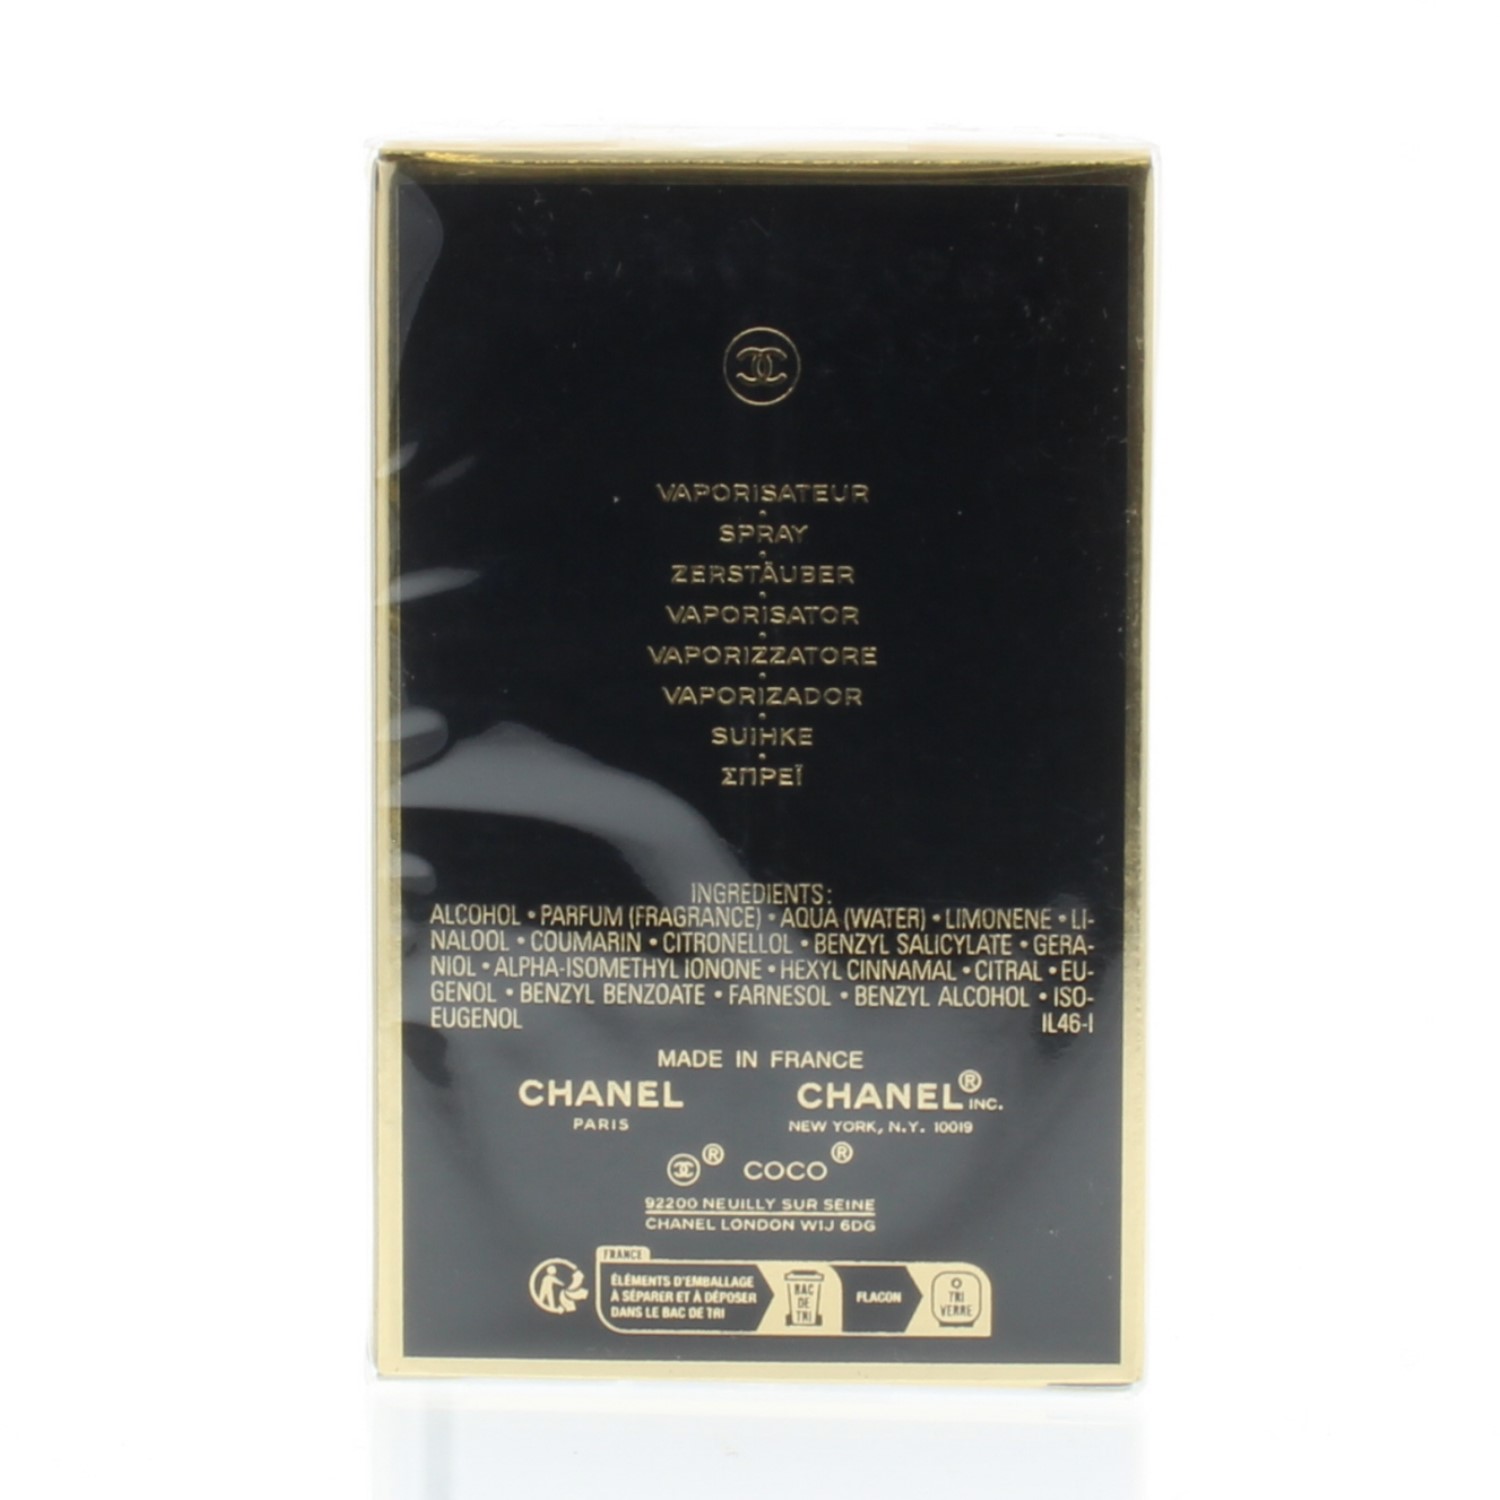 VAPORISATEUR
SPRAY
ZERSTÄUBER
VAPORISATOR
VAPORIZZATORE
VAPORIZADOR
SUIHKE
ΣΠΡΕΪ
INGREDIENTS:
ALCOHOL • PARFUM (FRAGRANCE) • AQUA (WATER) • LIMONENE • LI-
NALOOL • COUMARIN • CITRONELLOL • BENZYL SALICYLATE • GERA-
NIOL • ALPHA-ISOMETHYL IONONE • HEXYL CINNAMAL • CITRAL • EU-
GENOL • BENZYL BENZOATE • FARNESOL • BENZYL ALCOHOL • ISO-
EUGENOL IL46-I
MADE IN FRANCE
CHANEL CHANEL® INC.
PARIS NEW YORK, N.Y. 10019
® COCO®
92200 NEUILLY SUR SEINE
CHANEL LONDON W1J 6DG
FRANCE
ÉLÉMENTS D'EMBALLAGE
À SÉPARER ET À DÉPOSER
DANS LE BAC DE TRI
BAC
DE
TRI
FLACON
TRI
VERRE